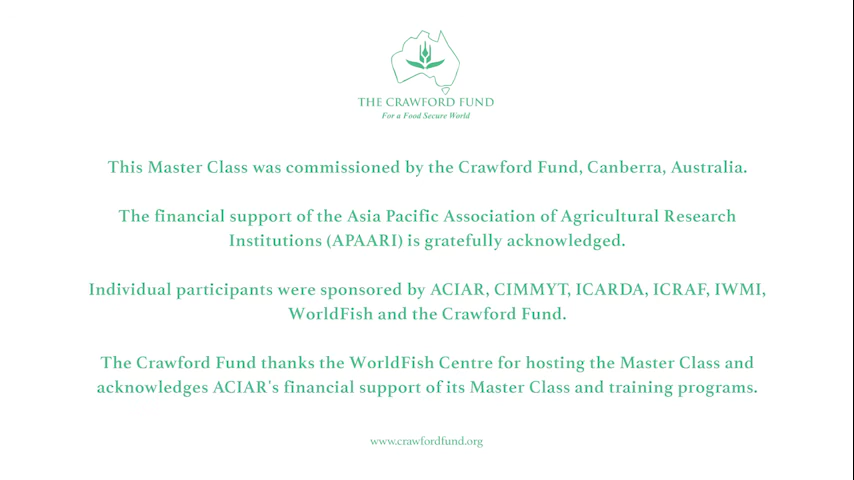 THE CRAWFORD FUND
For a Food Secure World
This Master Class was commissioned by the Crawford Fund, Canberra, Australia.
The financial support of the Asia Pacific Association of Agricultural Research
Institutions (APAARI) is gratefully acknowledged.
Individual participants were sponsored by ACIAR, CIMMYT, ICARDA, ICRAF, IWMI,
WorldFish and the Crawford Fund.
The Crawford Fund thanks the WorldFish Centre for hosting the Master Class and
acknowledges ACIAR's financial support of its Master Class and training programs.
www.crawfordfund.org